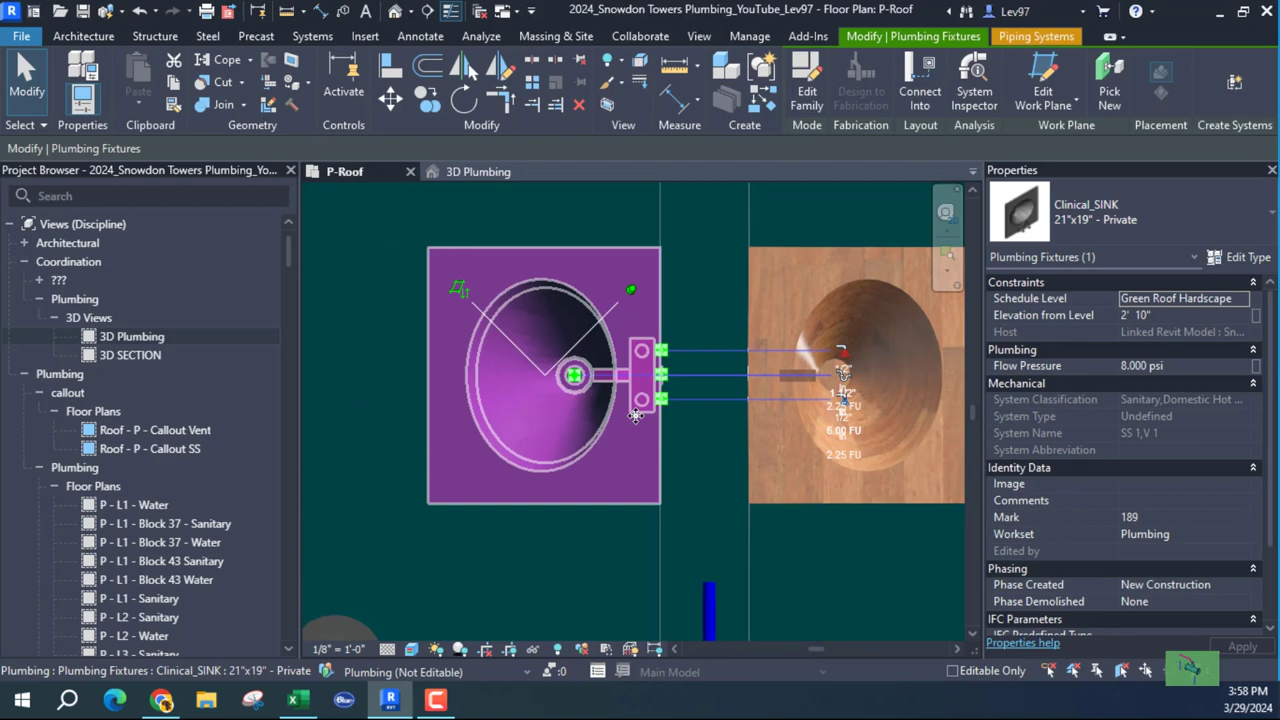 2024_Snowdon Towers Plumbing_YouTube_Lev97 - Floor Plan: P-Roof
Lev97
File
Architecture
Structure
Steel
Precast
Systems
Insert
Annotate
Analyze
Massing & Site
Collaborate
View
Manage
Add-Ins
Modify | Plumbing Fixtures
Piping Systems
Modify
Paste
Cope
Cut
Join
Activate
Edit Family
Design to Fabrication
Connect Into
System Inspector
Edit Work Plane
Pick New
Select
Properties
Clipboard
Geometry
Controls
Modify
View
Measure
Create
Mode
Fabrication
Layout
Analysis
Work Plane
Placement
Create Systems
Modify | Plumbing Fixtures
Project Browser - 2024_Snowdon Towers Plumbing_Yo...
Search
Views (Discipline)
Architectural
Coordination
???
Plumbing
3D Views
3D Plumbing
3D SECTION
Plumbing
callout
Floor Plans
Roof - P - Callout Vent
Roof - P - Callout SS
Plumbing
Floor Plans
P - L1 - Water
P - L1 - Block 37 - Sanitary
P - L1 - Block 37 - Water
P - L1 - Block 43 Sanitary
P - L1 - Block 43 Water
P - L1 - Sanitary
P - L2 - Sanitary
P - L2 - Water
P-Roof
3D Plumbing
6.00 FU
2.25 FU
1/8" = 1'-0"
Properties
Clinical_SINK
21"x19" - Private
Plumbing Fixtures (1)
Edit Type
Constraints
Schedule Level
Green Roof Hardscape
Elevation from Level
2' 10"
Host
Linked Revit Model : Sn...
Plumbing
Flow Pressure
8.000 psi
Mechanical
System Classification
Sanitary,Domestic Hot ...
System Type
Undefined
System Name
SS 1,V 1
System Abbreviation
Identity Data
Image
Comments
Mark
189
Workset
Plumbing
Edited by
Phasing
Phase Created
New Construction
Phase Demolished
None
IFC Parameters
Properties help
Apply
Plumbing : Plumbing Fixtures : Clinical_SINK : 21"x19" - Private
Plumbing (Not Editable)
:0
Main Model
Editable Only
3:58 PM
3/29/2024